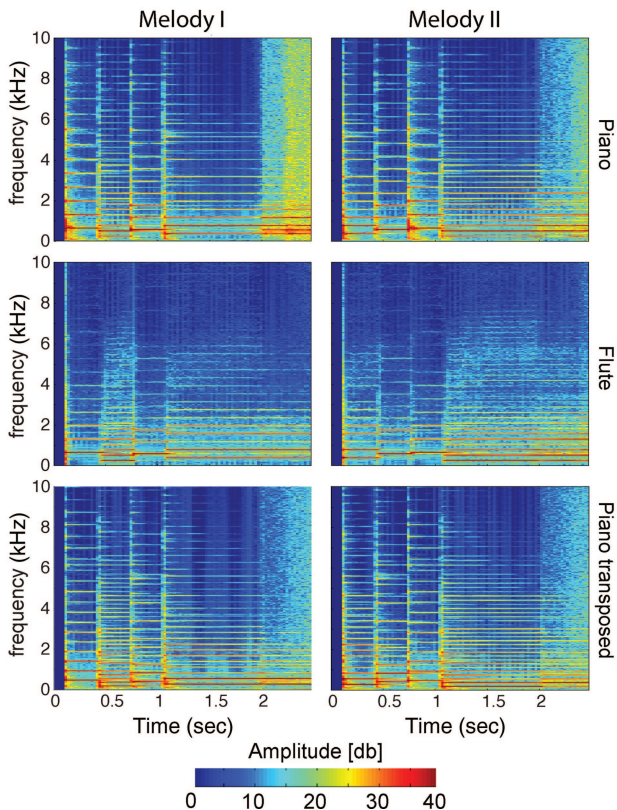 Melody I
Melody II
10
8
6
4
2
0
frequency (kHz)
Piano
10
8
6
4
2
0
frequency (kHz)
Flute
10
8
6
4
2
0
frequency (kHz)
Piano transposed
0 0.5 1 1.5 2
0 0.5 1 1.5 2
Time (sec)
Time (sec)
Amplitude [db]
0 10 20 30 40